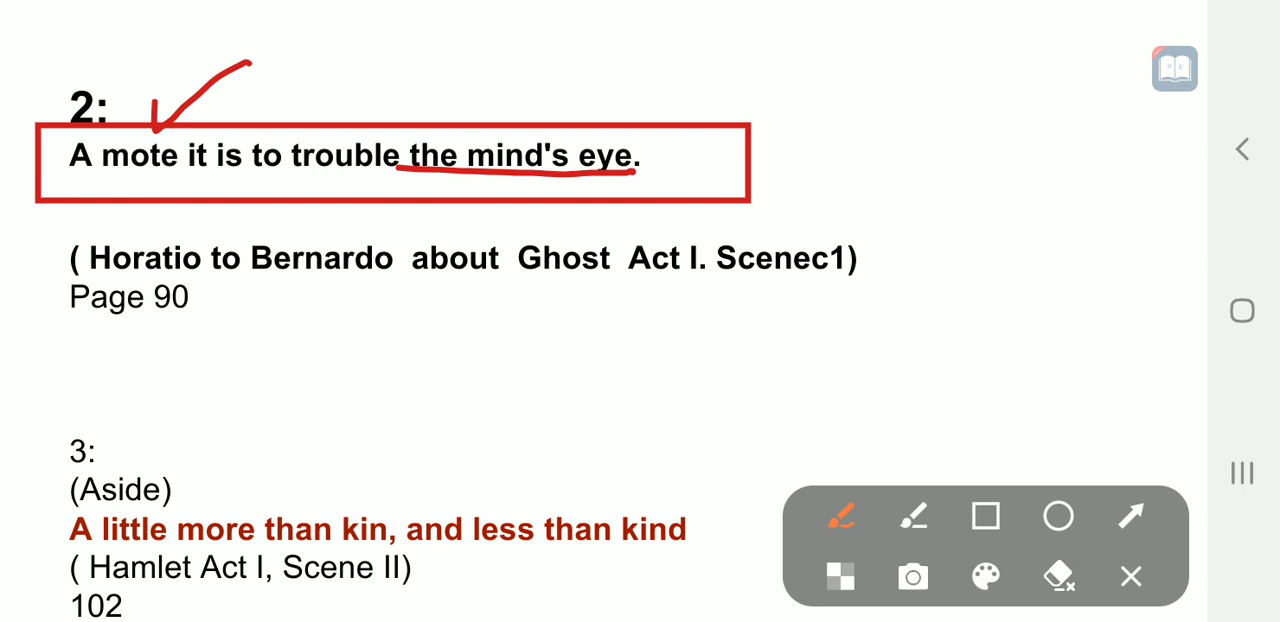 2:
A mote it is to trouble the mind's eye.
( Horatio to Bernardo about Ghost Act I. Scenec1)
Page 90
3:
(Aside)
A little more than kin, and less than kind
( Hamlet Act I, Scene II)
102